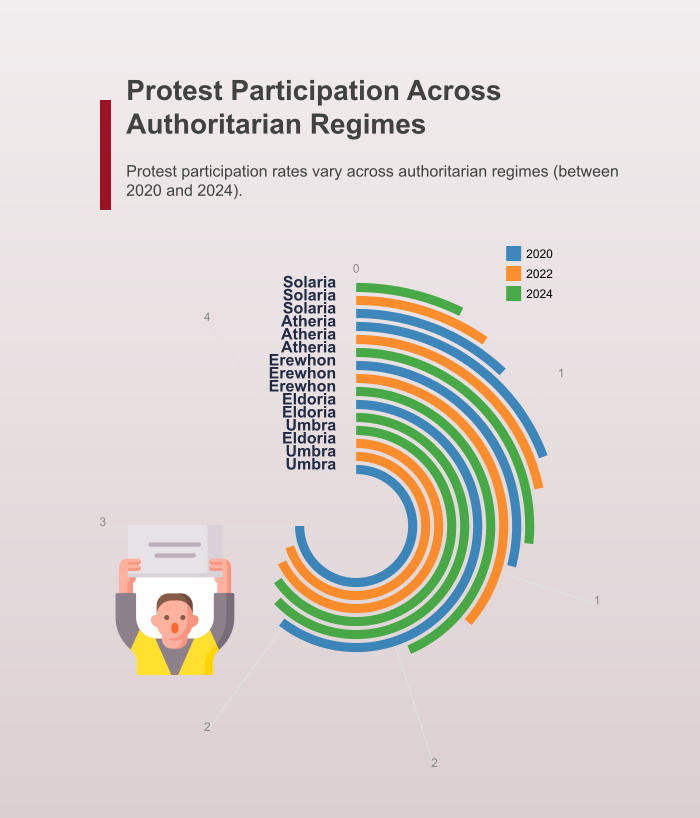 Protest Participation Across
Authoritarian Regimes
Protest participation rates vary across authoritarian regimes (between
2020 and 2024).
2020
2022
2024
0
Solaria
Solaria
Solaria
Atheria
Atheria
Atheria
Erewhon
Erewhon
Erewhon
Eldoria
Eldoria
Umbra
Eldoria
Umbra
Umbra
4
1
3
1
2
2